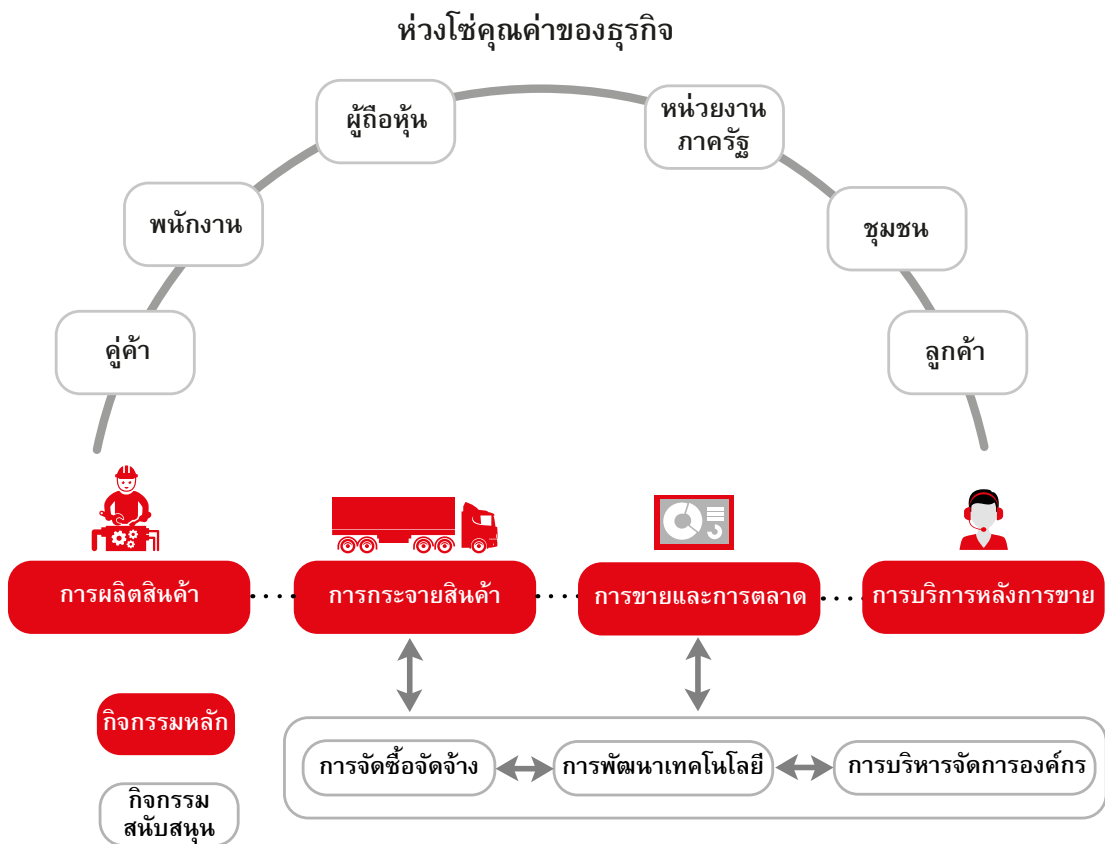 ห่วงโซ่คุณค่าของธุรกิจ
ผู้ถือหุ้น
หน่วยงาน
ภาครัฐ
พนักงาน
ชุมชน
คู่ค้า
ลูกค้า
การผลิตสินค้า
การกระจายสินค้า
การขายและการตลาด
การบริการหลังการขาย
กิจกรรมหลัก
การจัดซื้อจัดจ้าง
การพัฒนาเทคโนโลยี
การบริหารจัดการองค์กร
กิจกรรม
สนับสนุน